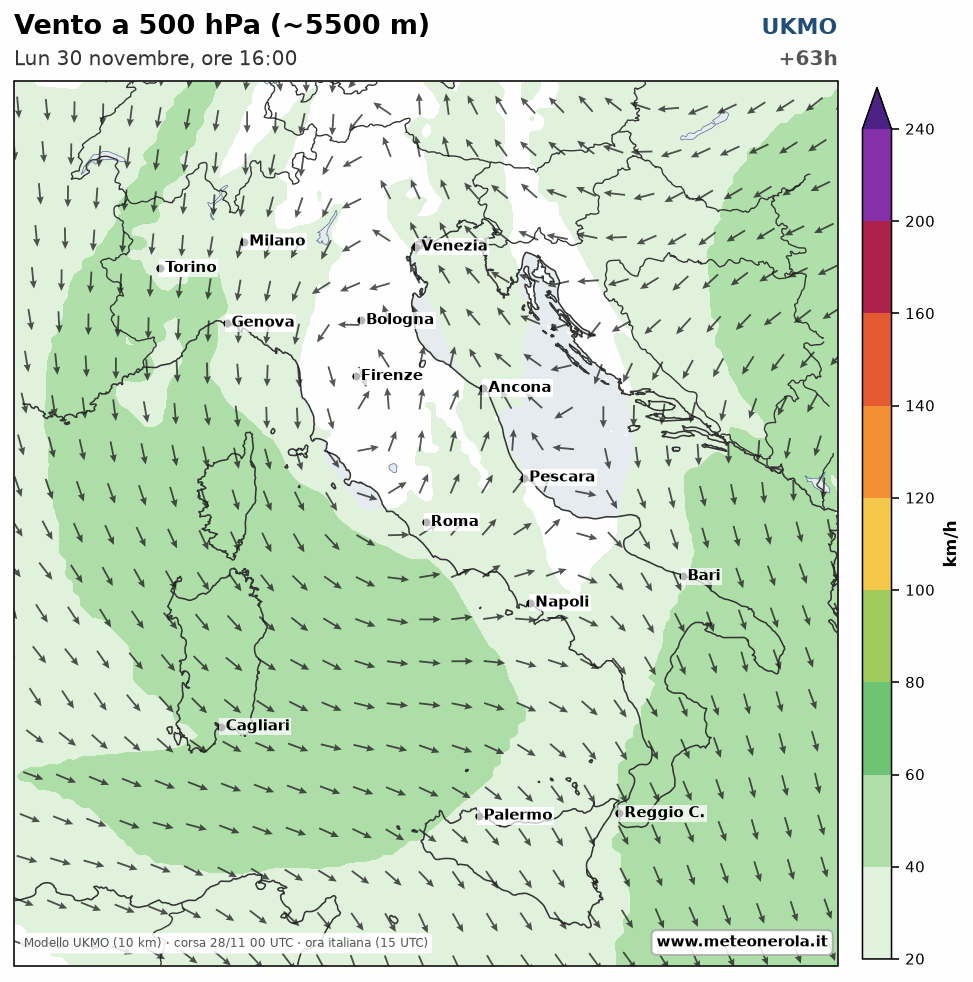 Vento a 500 hPa (~5500 m)
UKMO
Lun 30 novembre, ore 16:00
+63h
Milano
Venezia
Torino
Genova
Bologna
Firenze
Ancona
Pescara
Roma
Bari
Napoli
Cagliari
Palermo
Reggio C.
240
200
160
140
120
100
80
60
40
20
km/h
Modello UKMO (10 km) · corsa 28/11 00 UTC · ora italiana (15 UTC)
www.meteonerola.it